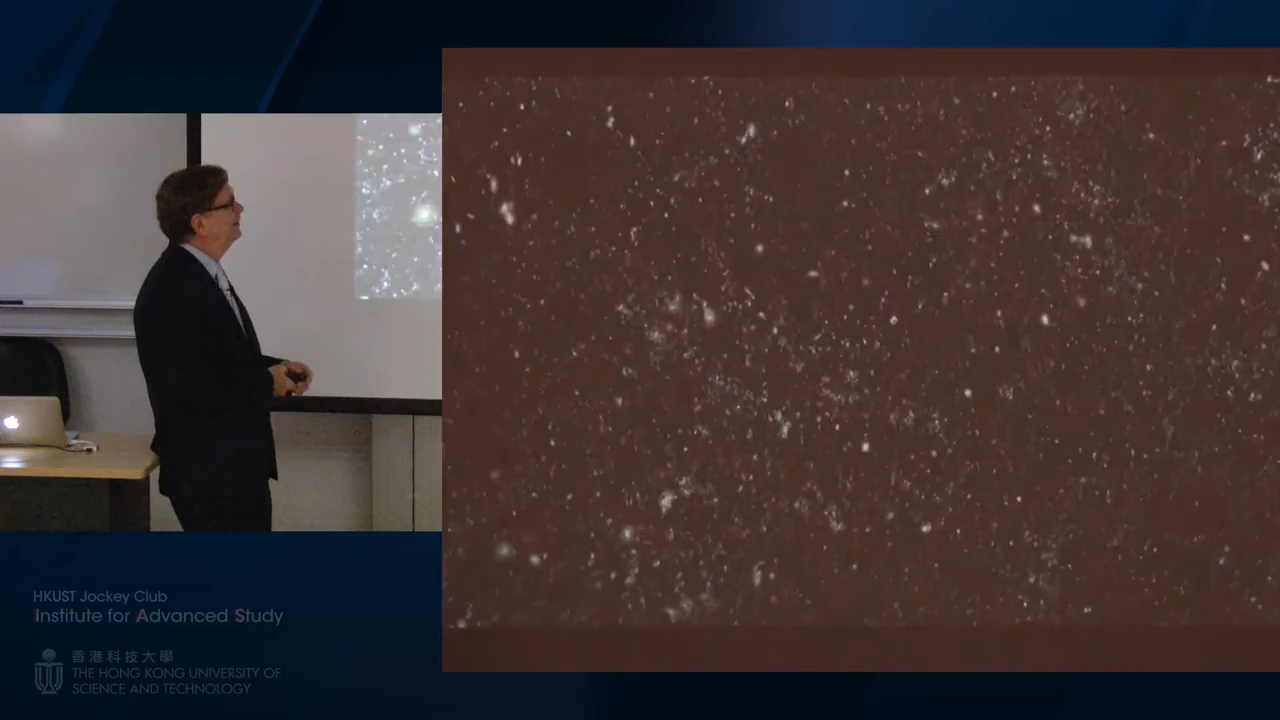 HKUST Jockey Club
Institute for Advanced Study
香港科技大學
THE HONG KONG UNIVERSITY OF
SCIENCE AND TECHNOLOGY